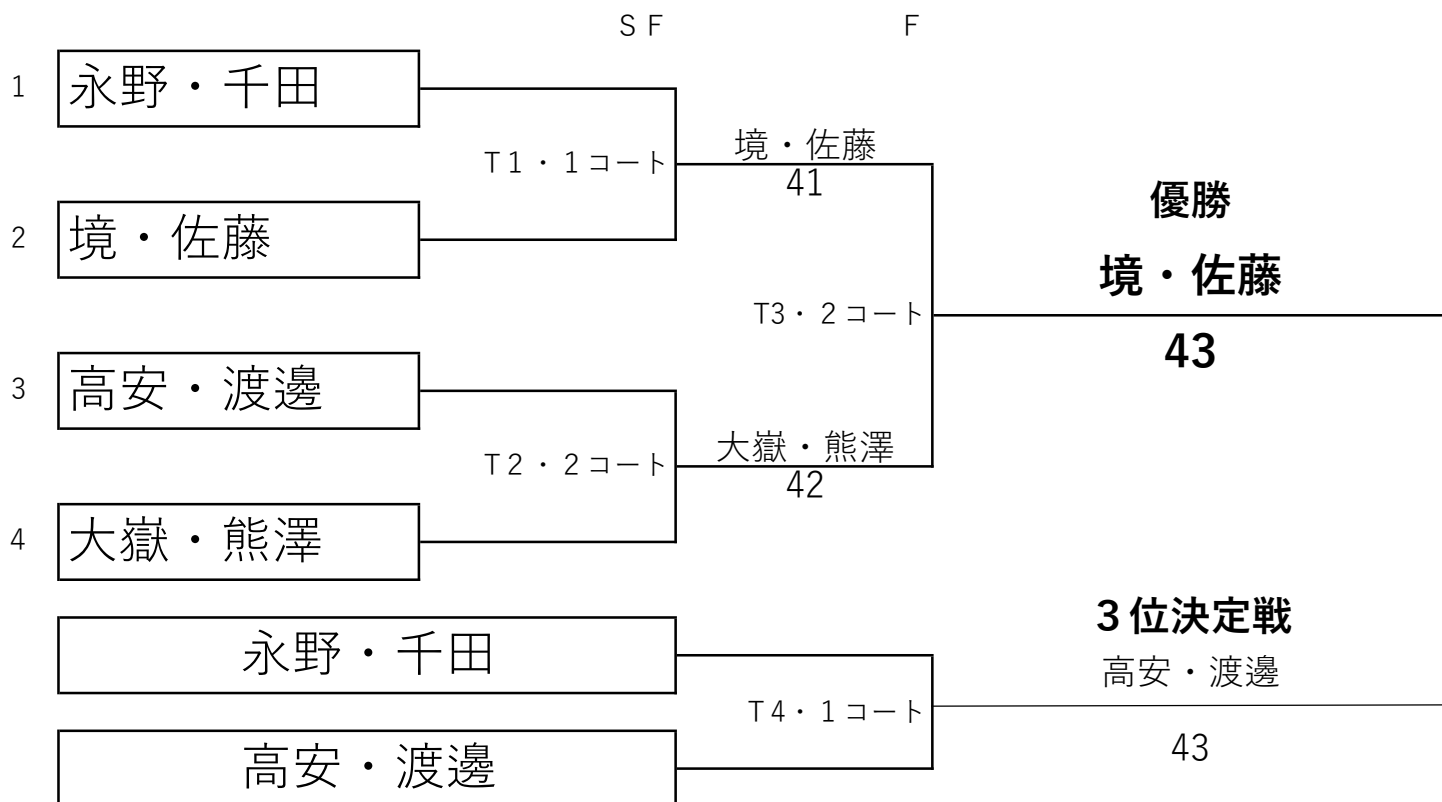 ＳＦ
Ｆ
1
永野・千田
Ｔ１・１コート
境・佐藤
41
2
境・佐藤
優勝
境・佐藤
43
T3・２コート
3
高安・渡邊
Ｔ２・２コート
大嶽・熊澤
42
4
大嶽・熊澤
３位決定戦
永野・千田
高安・渡邊
Ｔ4・１コート
43
高安・渡邊